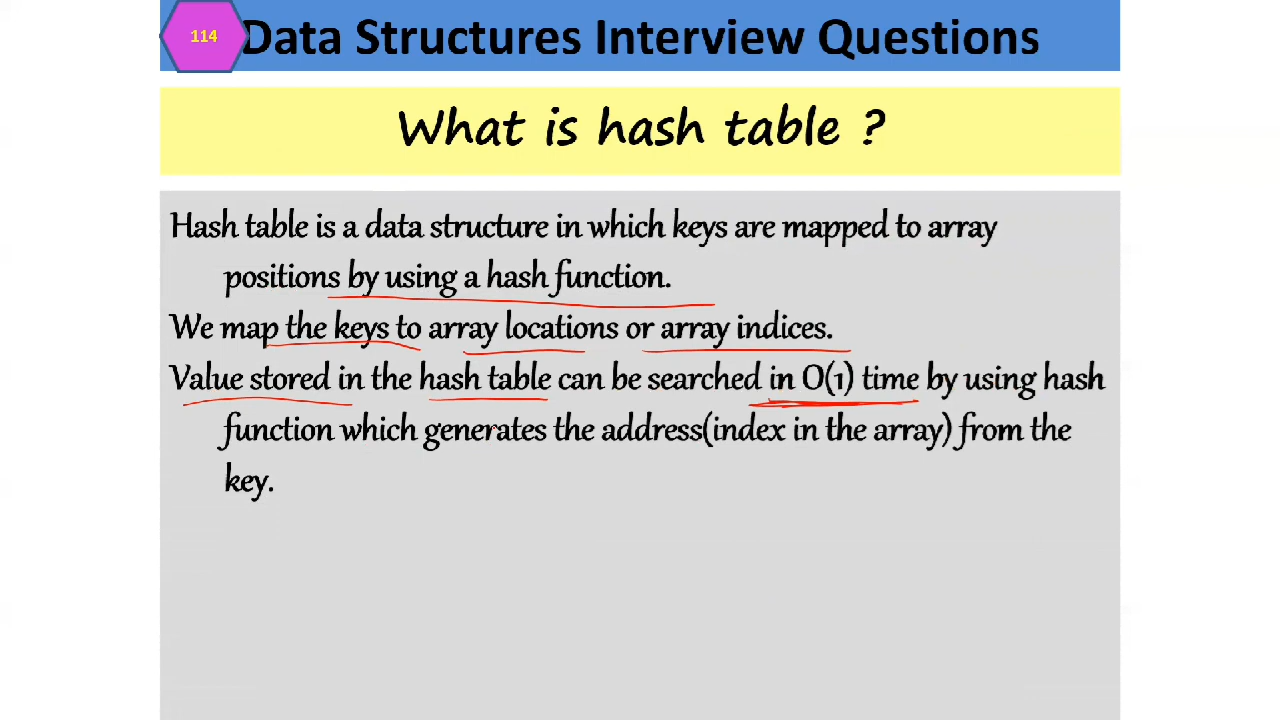 114
Data Structures Interview Questions
What is hash table ?
Hash table is a data structure in which keys are mapped to array
positions by using a hash function.
We map the keys to array locations or array indices.
Value stored in the hash table can be searched in O(1) time by using hash
function which generates the address(index in the array) from the
key.